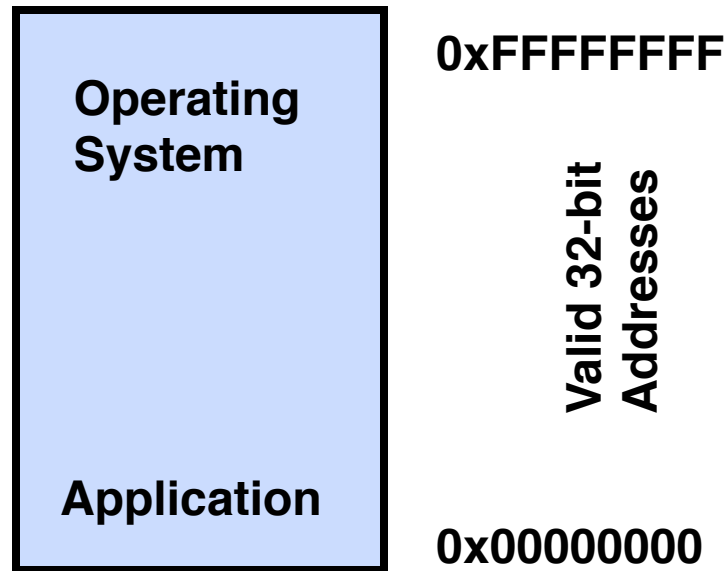 Operating
System
Application
0xFFFFFFFF
Valid 32-bit
Addresses
0x00000000